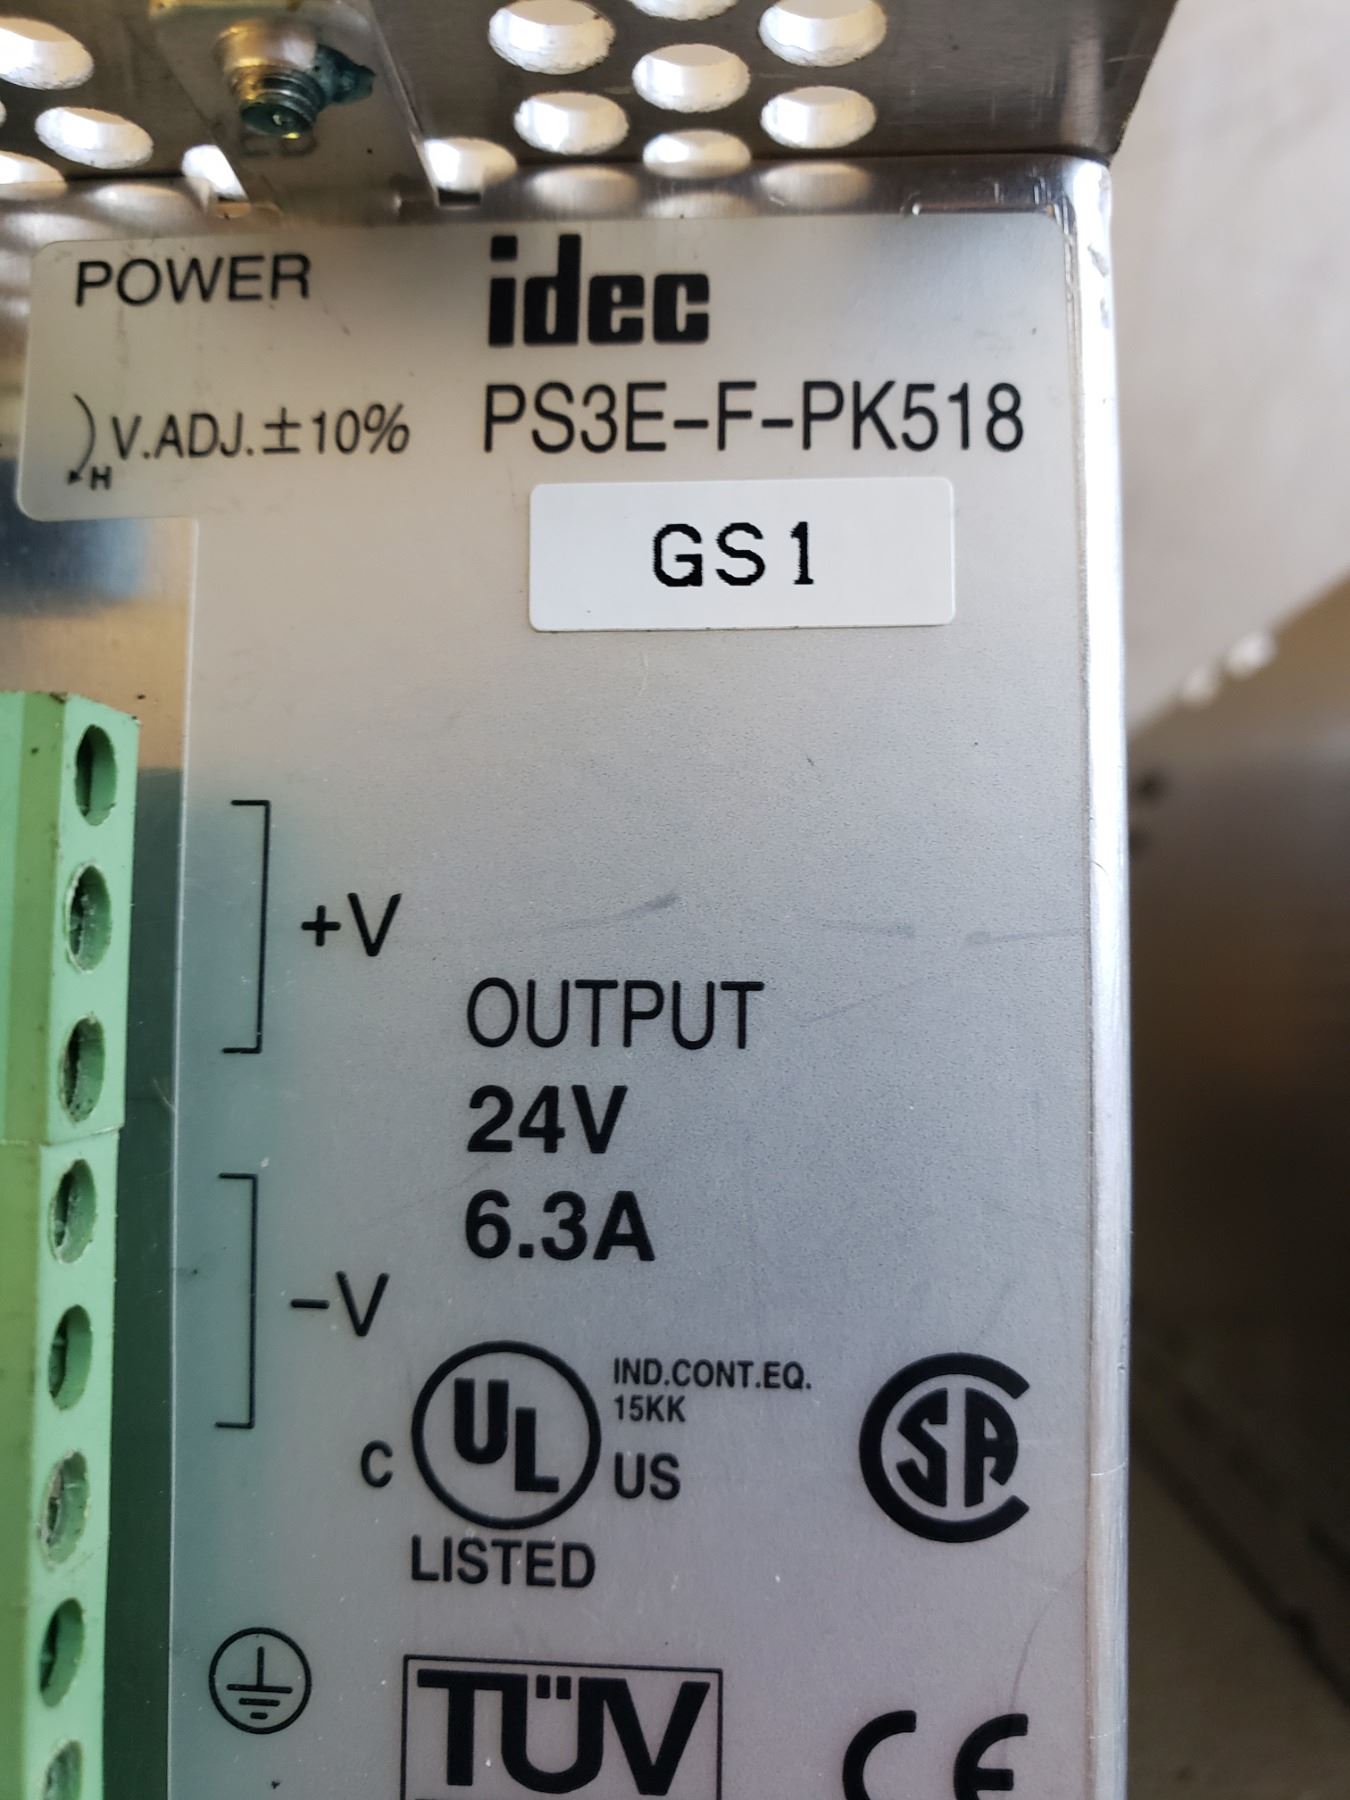 POWER
idec
V.ADJ.±10%
H
PS3E-F-PK518
GS1
+V
OUTPUT
24V
6.3A
-V
IND.CONT.EQ.
15KK
C UL US
LISTED
SA
TÜV
CE